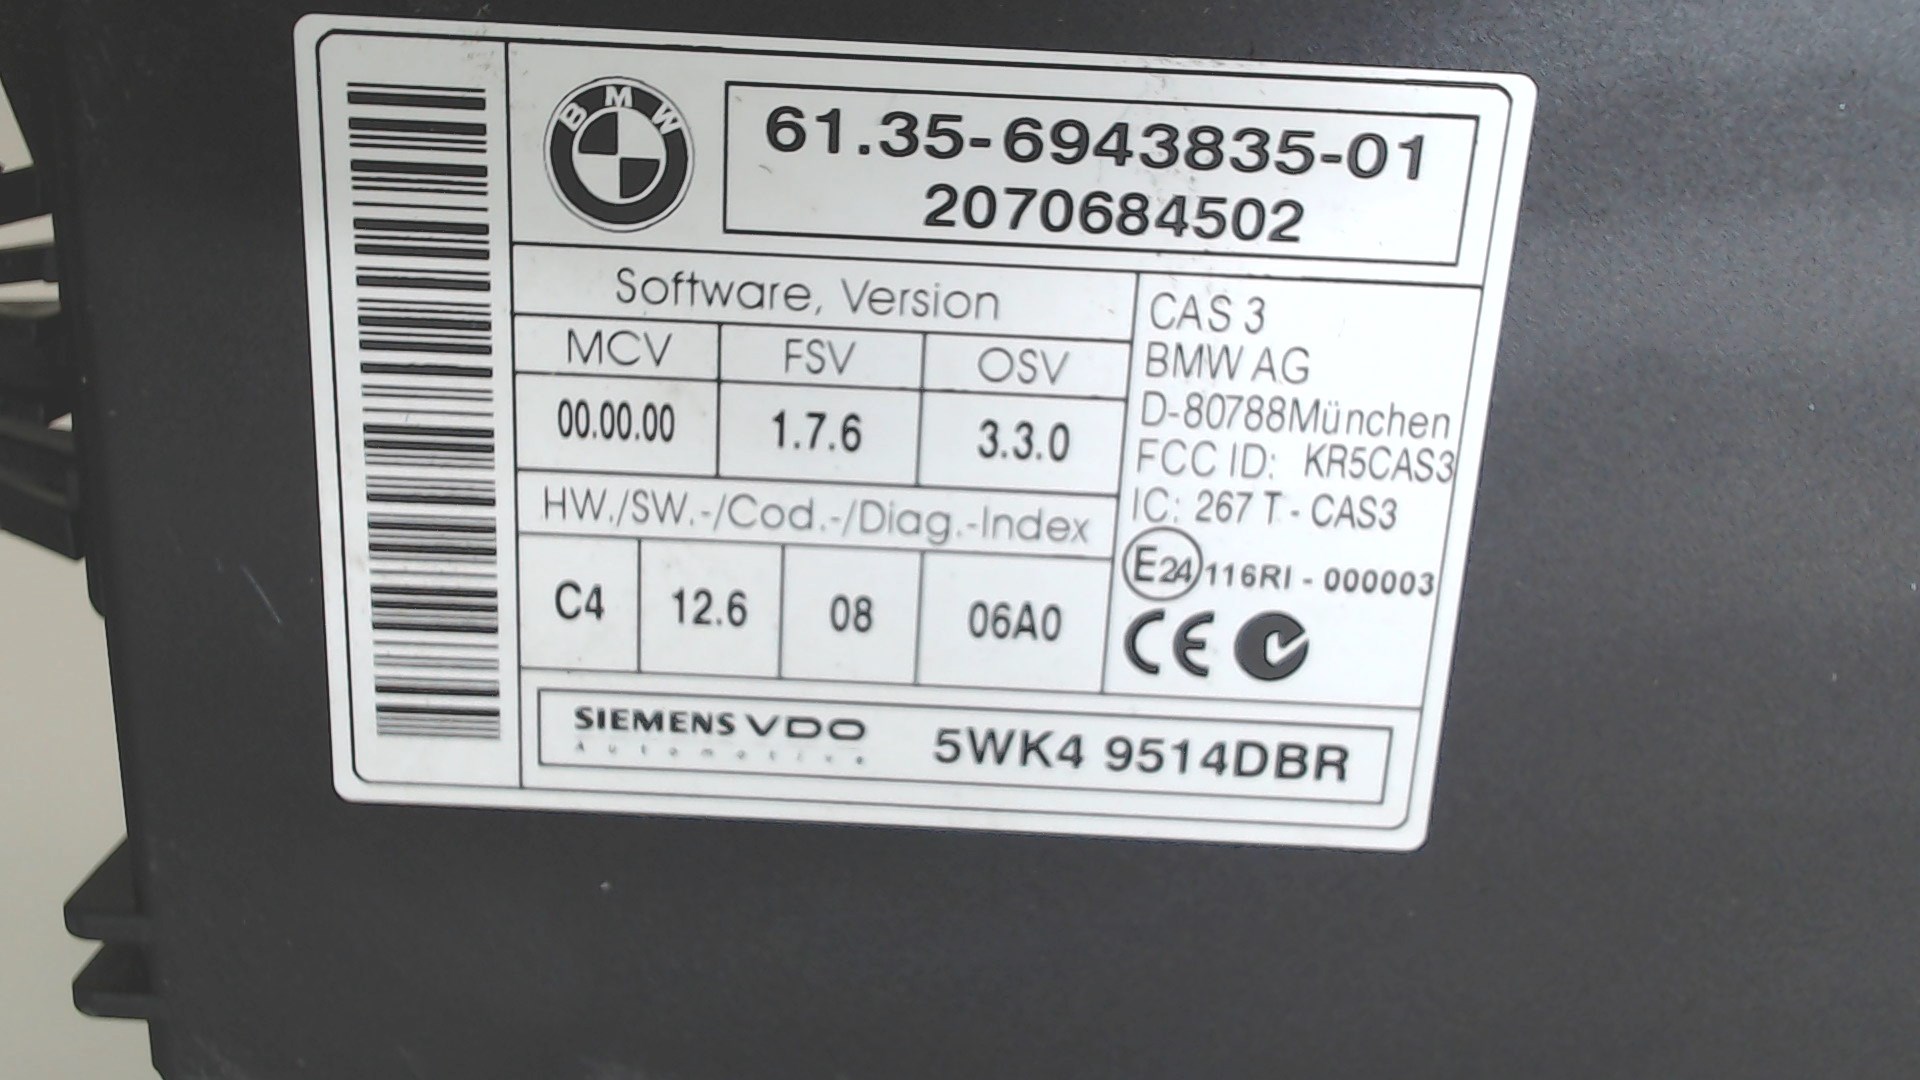 BMW
61.35-6943835-01
2070684502
Software, Version
MCV FSV OSV
00.00.00 1.7.6 3.3.0
HW./SW.-/Cod.-/Diag.-Index
C4 12.6 08 06A0
CAS 3
BMW AG
D-80788München
FCC ID: KR5CAS3
IC: 267 T - CAS3
E24 116RI - 000003
CE
SIEMENS VDO
Automotive
5WK4 9514DBR